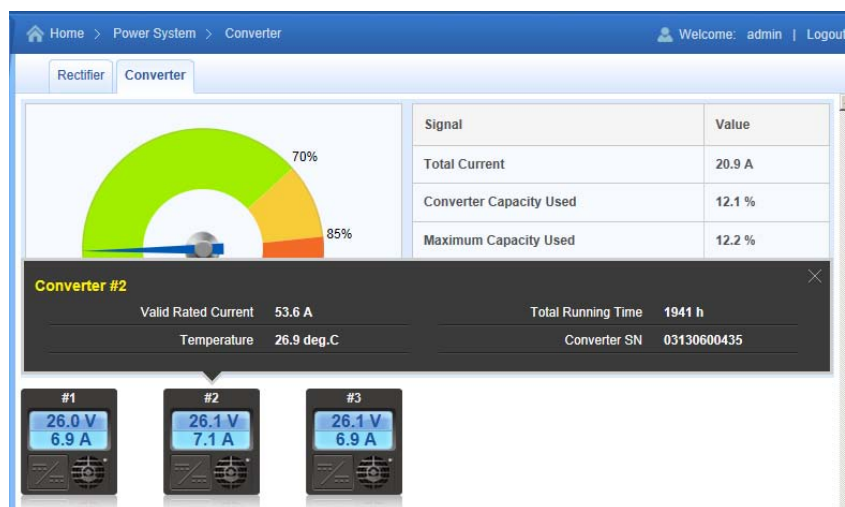 Home > Power System > Converter
Welcome: admin | Logout
Rectifier Converter
Signal Value
70%
Total Current 20.9 A
Converter Capacity Used 12.1 %
85%
Maximum Capacity Used 12.2 %
Converter #2
Valid Rated Current 53.6 A Total Running Time 1941 h
Temperature 26.9 deg.C Converter SN 03130600435
#1 #2 #3
26.0 V 26.1 V 26.1 V
6.9 A 7.1 A 6.9 A